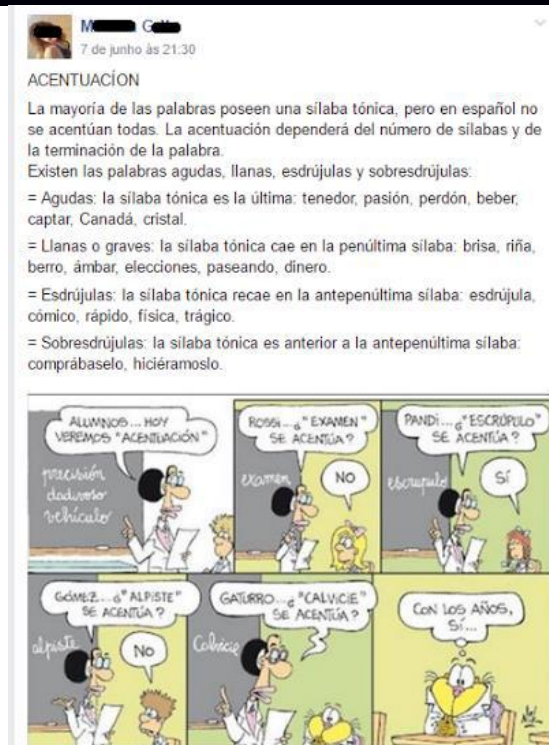 7 de junho às 21:30
ACENTUACÍON
La mayoría de las palabras poseen una sílaba tónica, pero en español no
se acentúan todas. La acentuación dependerá del número de sílabas y de
la terminación de la palabra.
Existen las palabras agudas, llanas, esdrújulas y sobresdrújulas:
= Agudas: la sílaba tónica es la última: tenedor, pasión, perdón, beber,
captar, Canadá, cristal.
= Llanas o graves: la sílaba tónica cae en la penúltima sílaba: brisa, riña,
berro, ámbar, elecciones, paseando, dinero.
= Esdrújulas: la sílaba tónica recae en la antepenúltima sílaba: esdrújula,
cómico, rápido, física, trágico.
= Sobresdrújulas: la sílaba tónica es anterior a la antepenúltima sílaba:
comprábaselo, hiciéramoslo.
ALUMNOS... HOY
VEREMOS "ACENTUACIÓN"
precisión
dadivoso
vehículo
ROSSI... ¿"EXAMEN"
SE ACENTÚA?
examen
NO
PANDI... ¿"ESCRÚPULO"
SE ACENTÚA?
escrupulo
SÍ
GÓMEZ... ¿"ALPISTE"
SE ACENTÚA?
alpiste
NO
GATURRO... ¿"CALVICIE"
SE ACENTÚA?
Calvicie
CON LOS AÑOS,
SÍ...